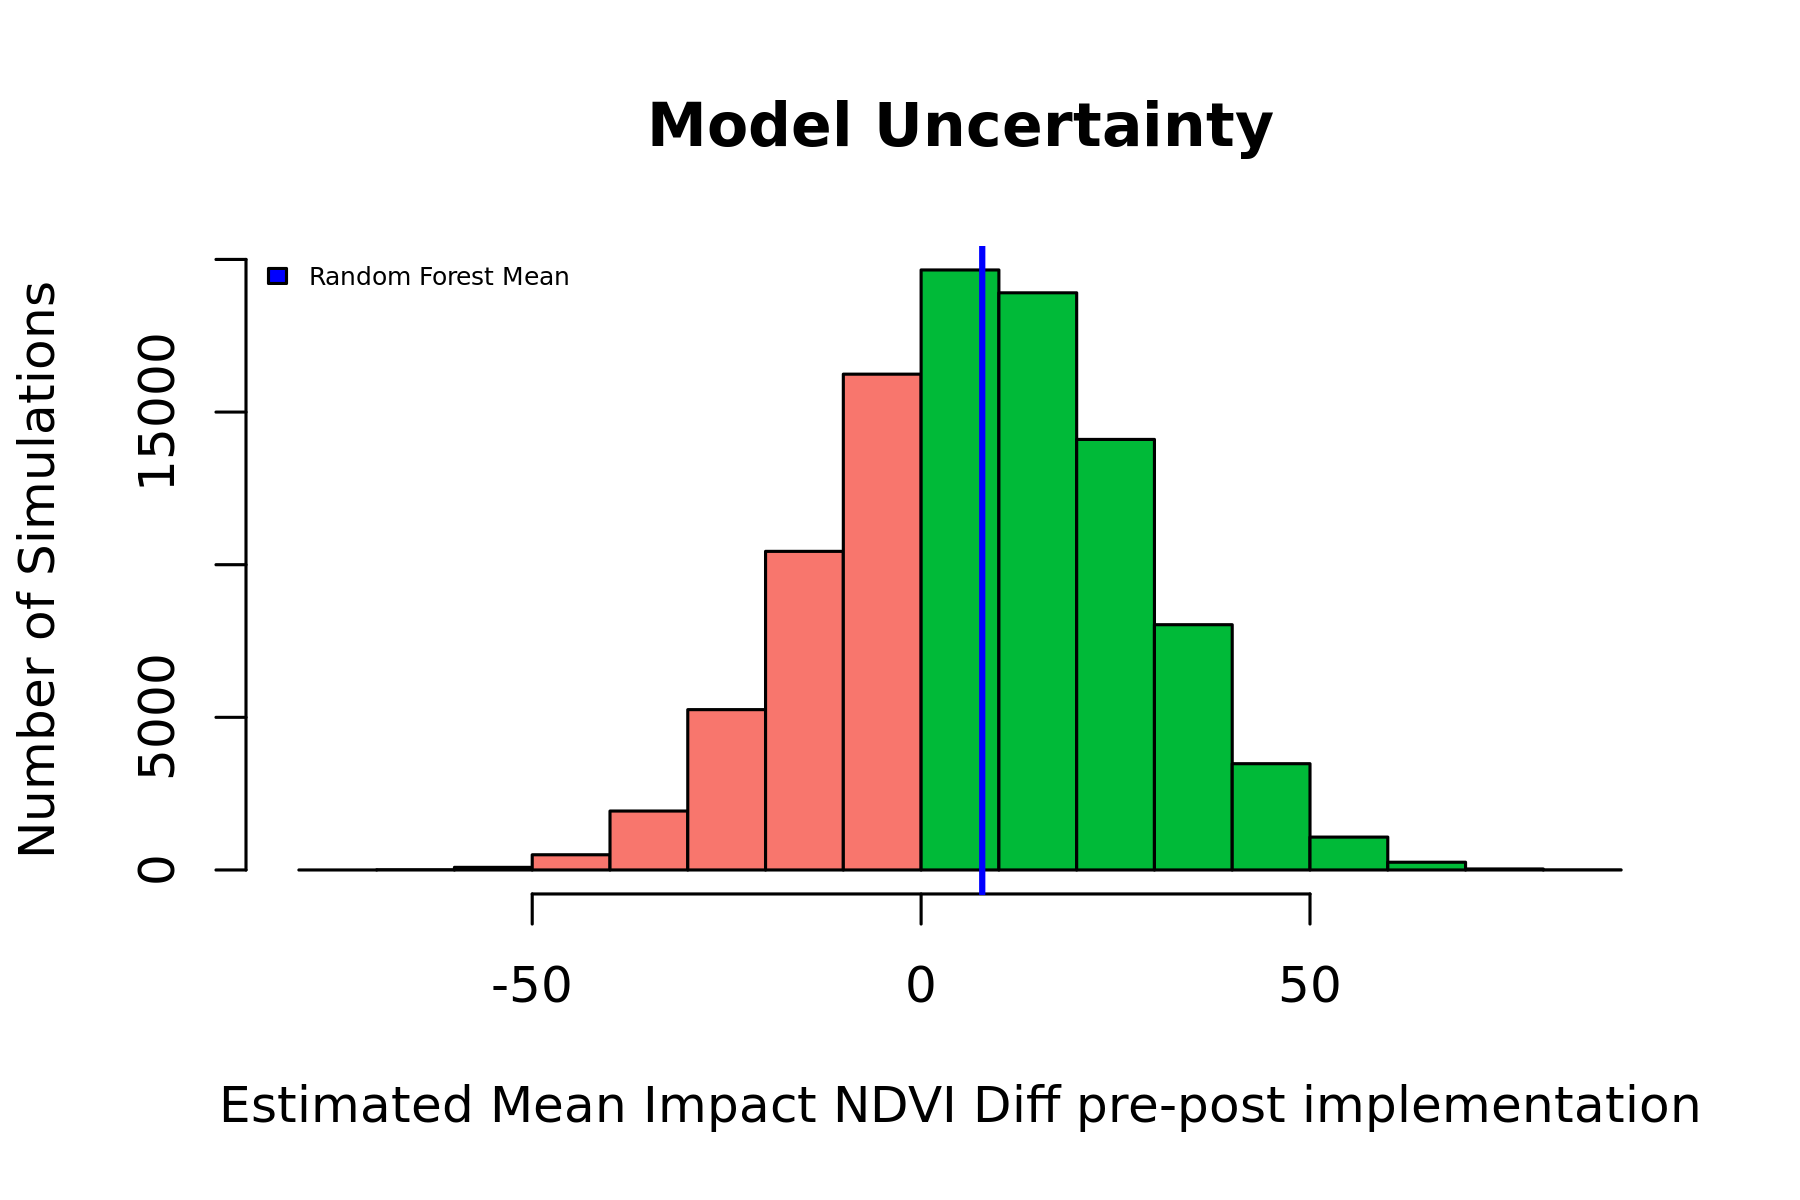 Model Uncertainty
Random Forest Mean
Number of Simulations
15000
5000
0
-50 0 50
Estimated Mean Impact NDVI Diff pre-post implementation